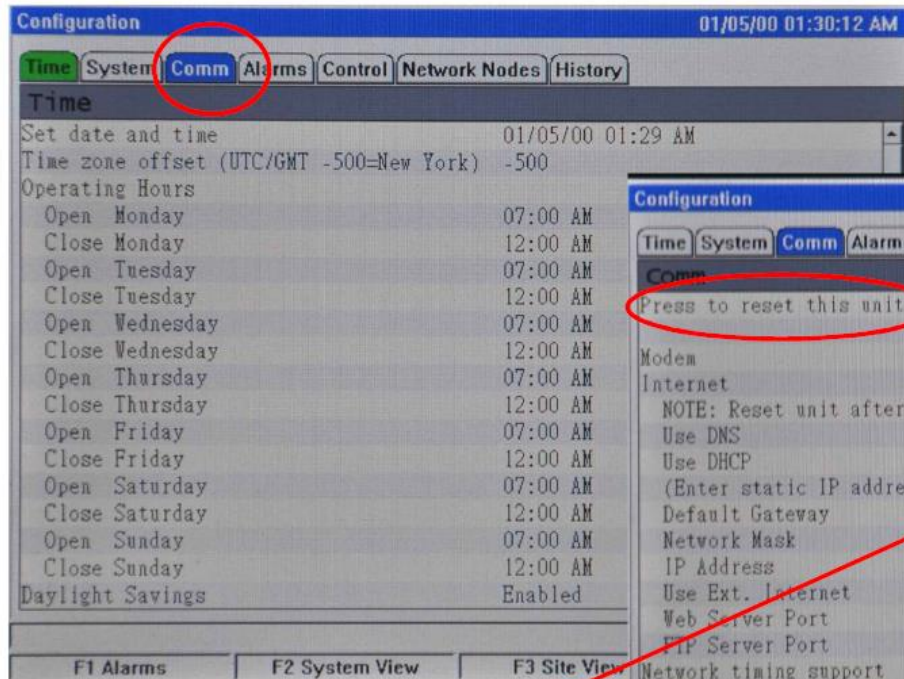 Configuration 01/05/00 01:30:12 AM
Time System Comm Alarms Control Network Nodes History
Time
Set date and time 01/05/00 01:29 AM
Time zone offset (UTC/GMT -500=New York) -500
Operating Hours
Open Monday 07:00 AM
Close Monday 12:00 AM
Open Tuesday 07:00 AM
Close Tuesday 12:00 AM
Open Wednesday 07:00 AM
Close Wednesday 12:00 AM
Open Thursday 07:00 AM
Close Thursday 12:00 AM
Open Friday 07:00 AM
Close Friday 12:00 AM
Open Saturday 07:00 AM
Close Saturday 12:00 AM
Open Sunday 07:00 AM
Close Sunday 12:00 AM
Daylight Savings Enabled
F1 Alarms F2 System View F3 Site View
Configuration
Time System Comm Alarm
Comm
Press to reset this unit
Modem
Internet
NOTE: Reset unit after
Use DNS
Use DHCP
(Enter static IP addre
Default Gateway
Network Mask
IP Address
Use Ext. Internet
Web Server Port
FTP Server Port
Network timing support